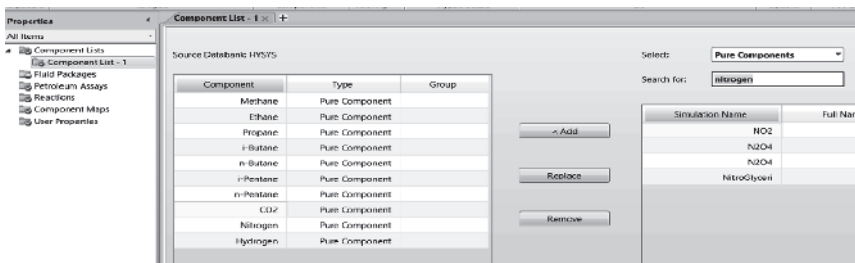 Properties
Component List - 1
All Items
Component Lists
Component List - 1
Fluid Packages
Petroleum Assays
Reactions
Component Maps
User Properties
Source Databank: HYSYS
Component Type Group
Methane Pure Component
Ethane Pure Component
Propane Pure Component
i-Butane Pure Component
n-Butane Pure Component
i-Pentane Pure Component
n-Pentane Pure Component
CO2 Pure Component
Nitrogen Pure Component
Hydrogen Pure Component
< Add
Replace
Remove
Select: Pure Components
Search for: nitrogen
Simulation Name Full Nar
NO2
N2O4
N2O4
NitroGlyceri